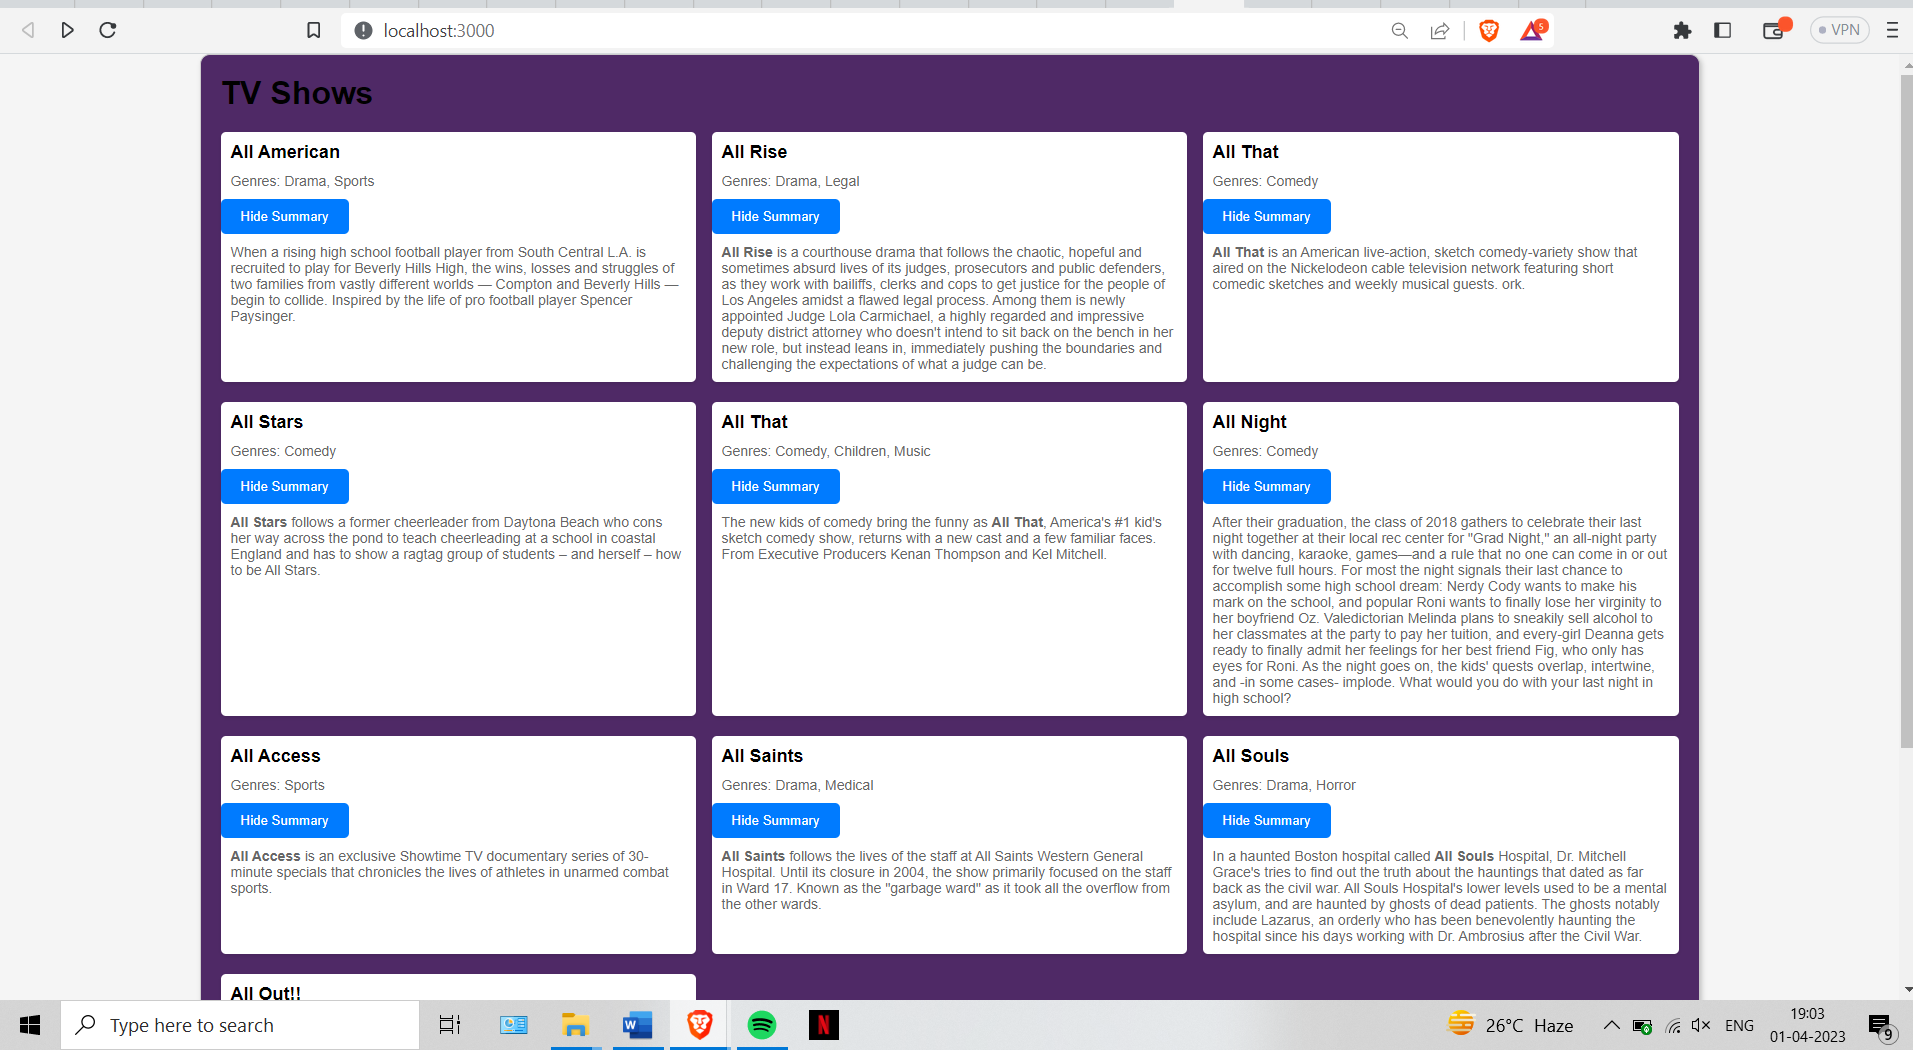 localhost:3000
5
VPN
TV Shows
All American
Genres: Drama, Sports
Hide Summary
When a rising high school football player from South Central L.A. is
recruited to play for Beverly Hills High, the wins, losses and struggles of
two families from vastly different worlds — Compton and Beverly Hills —
begin to collide. Inspired by the life of pro football player Spencer
Paysinger.
All Rise
Genres: Drama, Legal
Hide Summary
All Rise is a courthouse drama that follows the chaotic, hopeful and
sometimes absurd lives of its judges, prosecutors and public defenders,
as they work with bailiffs, clerks and cops to get justice for the people of
Los Angeles amidst a flawed legal process. Among them is newly
appointed Judge Lola Carmichael, a highly regarded and impressive
deputy district attorney who doesn't intend to sit back on the bench in her
new role, but instead leans in, immediately pushing the boundaries and
challenging the expectations of what a judge can be.
All That
Genres: Comedy
Hide Summary
All That is an American live-action, sketch comedy-variety show that
aired on the Nickelodeon cable television network featuring short
comedic sketches and weekly musical guests. ork.
All Stars
Genres: Comedy
Hide Summary
All Stars follows a former cheerleader from Daytona Beach who cons
her way across the pond to teach cheerleading at a school in coastal
England and has to show a ragtag group of students – and herself – how
to be All Stars.
All That
Genres: Comedy, Children, Music
Hide Summary
The new kids of comedy bring the funny as All That, America's #1 kid's
sketch comedy show, returns with a new cast and a few familiar faces.
From Executive Producers Kenan Thompson and Kel Mitchell.
All Night
Genres: Comedy
Hide Summary
After their graduation, the class of 2018 gathers to celebrate their last
night together at their local rec center for "Grad Night," an all-night party
with dancing, karaoke, games—and a rule that no one can come in or out
for twelve full hours. For most the night signals their last chance to
accomplish some high school dream: Nerdy Cody wants to make his
mark on the school, and popular Roni wants to finally lose her virginity to
her boyfriend Oz. Valedictorian Melinda plans to sneakily sell alcohol to
her classmates at the party to pay her tuition, and every-girl Deanna gets
ready to finally admit her feelings for her best friend Fig, who only has
eyes for Roni. As the night goes on, the kids' quests overlap, intertwine,
and -in some cases- implode. What would you do with your last night in
high school?
All Access
Genres: Sports
Hide Summary
All Access is an exclusive Showtime TV documentary series of 30-
minute specials that chronicles the lives of athletes in unarmed combat
sports.
All Saints
Genres: Drama, Medical
Hide Summary
All Saints follows the lives of the staff at All Saints Western General
Hospital. Until its closure in 2004, the show primarily focused on the staff
in Ward 17. Known as the "garbage ward" as it took all the overflow from
the other wards.
All Souls
Genres: Drama, Horror
Hide Summary
In a haunted Boston hospital called All Souls Hospital, Dr. Mitchell
Grace's tries to find out the truth about the hauntings that dated as far
back as the civil war. All Souls Hospital's lower levels used to be a mental
asylum, and are haunted by ghosts of dead patients. The ghosts notably
include Lazarus, an orderly who has been benevolently haunting the
hospital since his days working with Dr. Ambrosius after the Civil War.
All Out!!
Type here to search
W
N
26°C Haze
ENG
19:03
01-04-2023
9